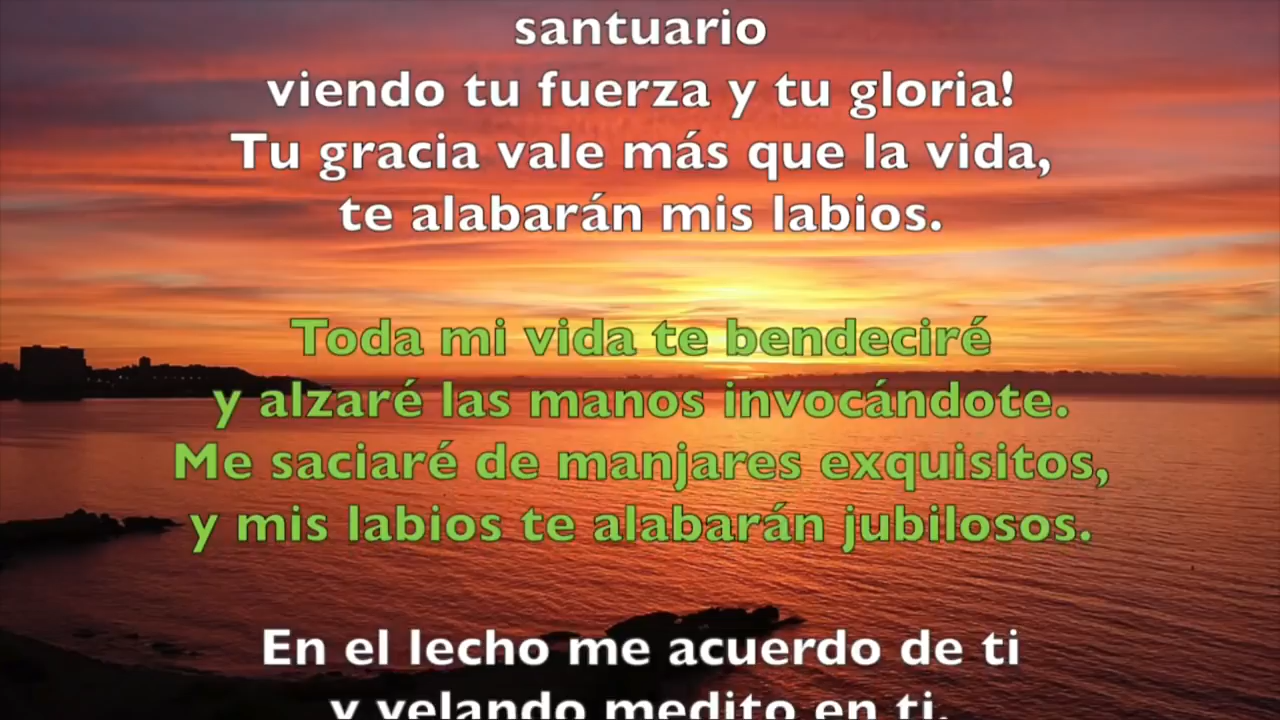 santuario
viendo tu fuerza y tu gloria!
Tu gracia vale más que la vida,
te alabarán mis labios.
Toda mi vida te bendeciré
y alzaré las manos invocándote.
Me saciaré de manjares exquisitos,
y mis labios te alabarán jubilosos.
En el lecho me acuerdo de ti
y velando medito en ti,